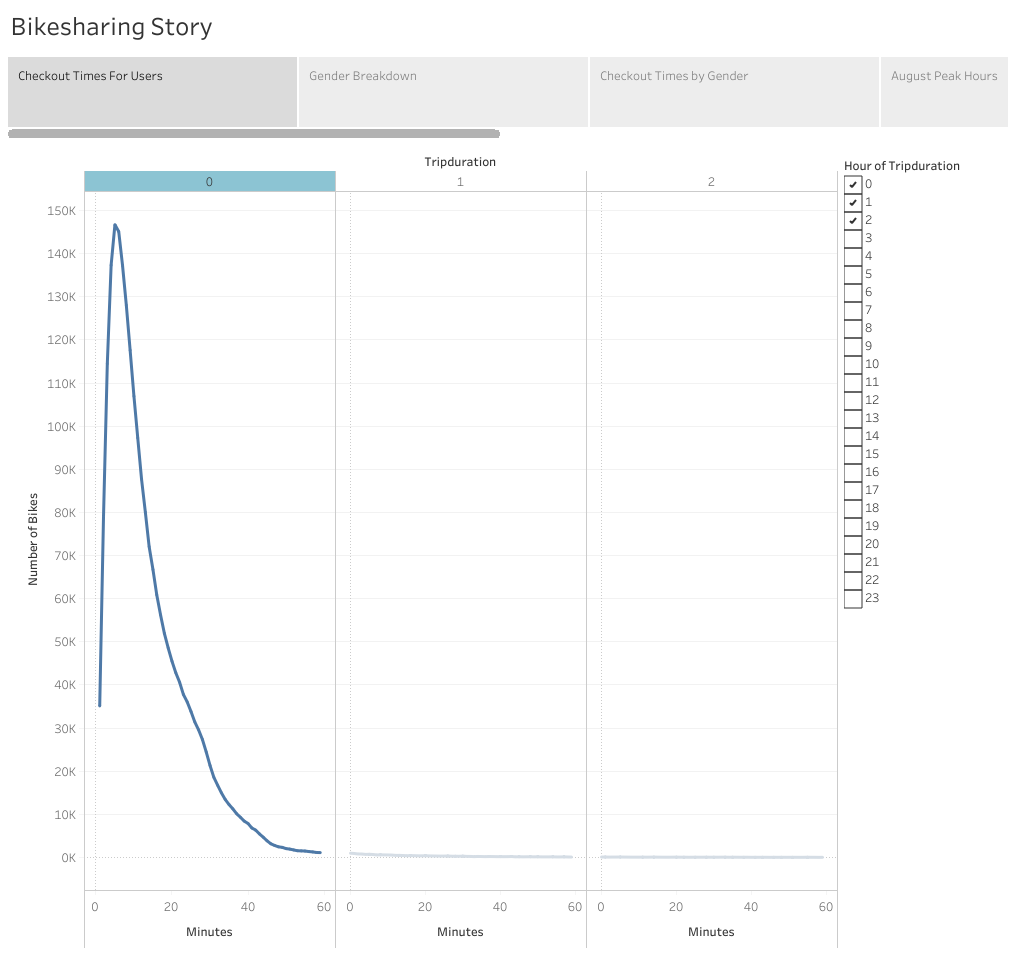 Bikesharing Story
Checkout Times For Users
Gender Breakdown
Checkout Times by Gender
August Peak Hours
Tripduration
0 1 2
150K
140K
130K
120K
110K
100K
90K
80K
70K
60K
50K
40K
30K
20K
10K
0K
Number of Bikes
0 20 40 60 0 20 40 60 0 20 40 60
Minutes Minutes Minutes
Hour of Tripduration
0
1
2
3
4
5
6
7
8
9
10
11
12
13
14
15
16
17
18
19
20
21
22
23